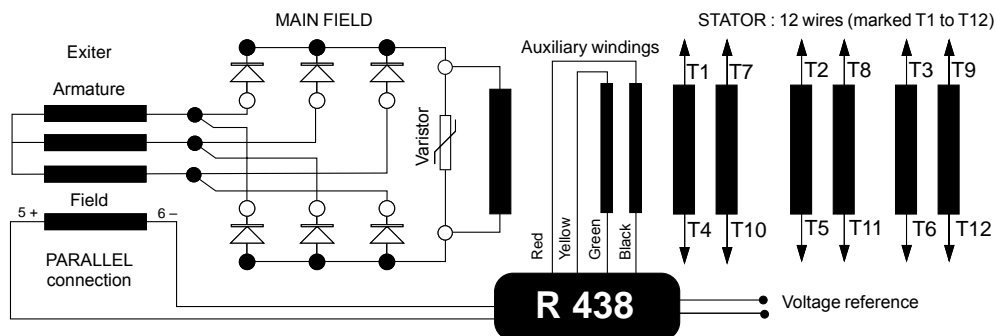 MAIN FIELD
STATOR : 12 wires (marked T1 to T12)
Exiter
Auxiliary windings
Armature
T1
T7
T2
T8
T3
T9
Varistor
Field
5 +
6 –
Red
Yellow
Green
Black
T4
T10
T5
T11
T6
T12
PARALLEL
connection
R 438
Voltage reference